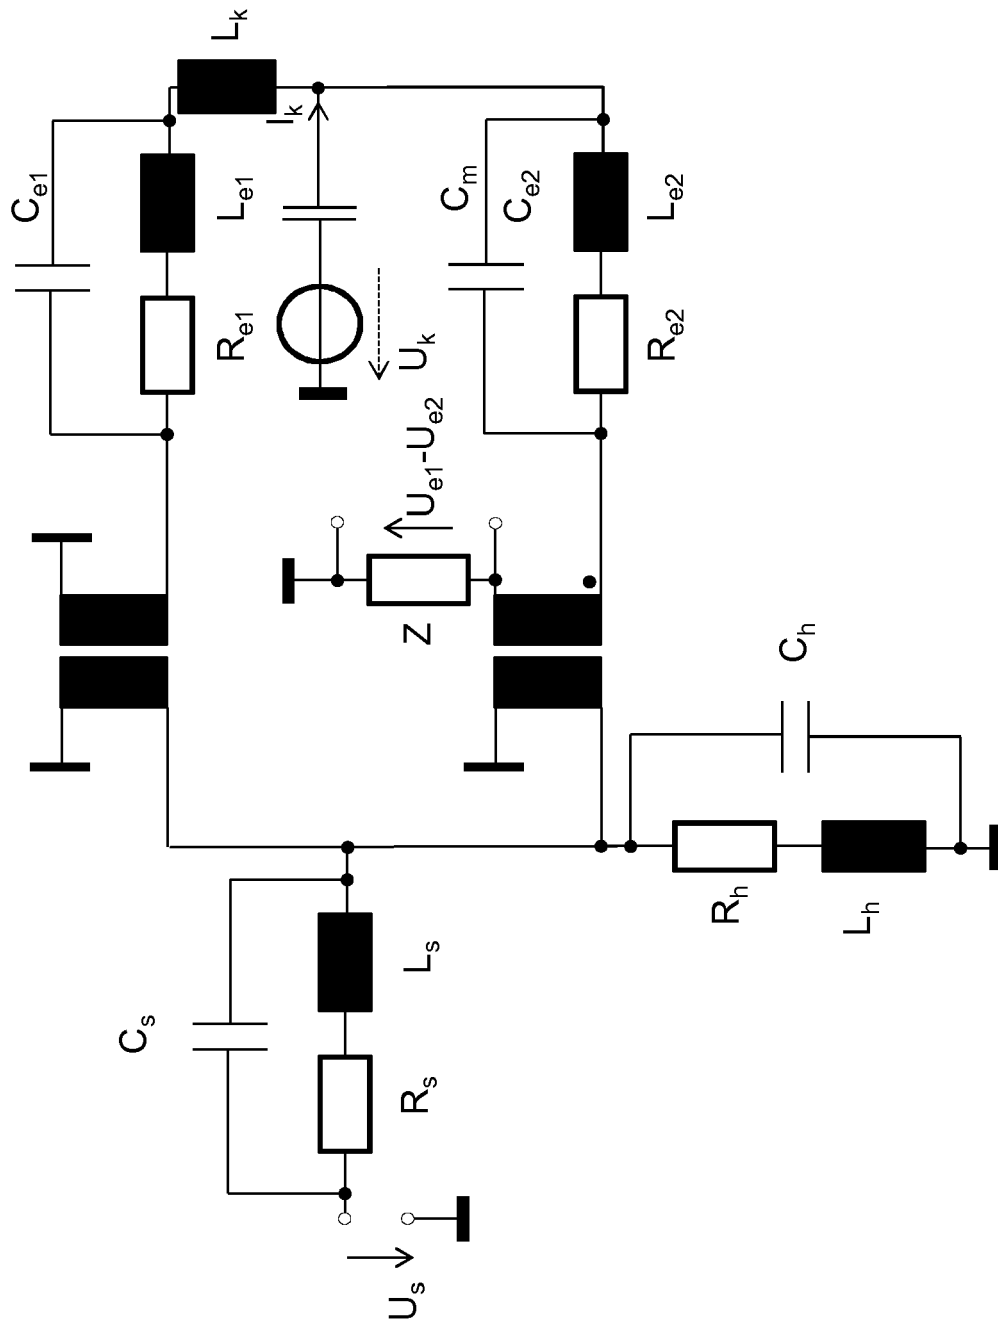 U_s
C_s
R_s
L_s
R_h
L_h
C_h
Z
U_e1-U_e2
C_e1
R_e1
L_e1
L_k
I_k
U_k
C_m
C_e2
R_e2
L_e2